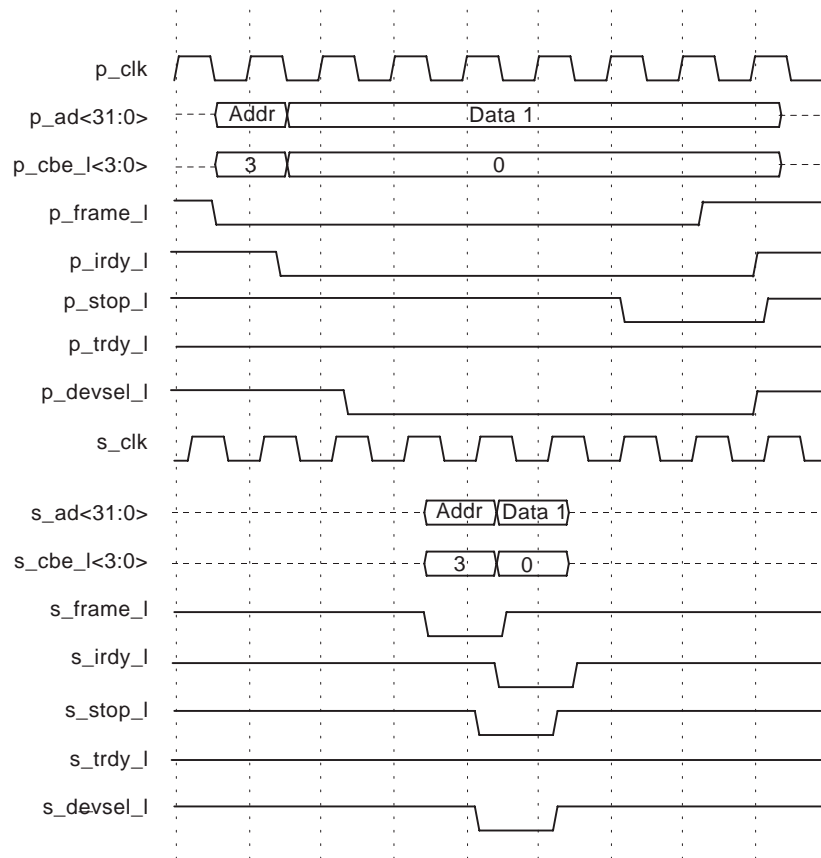 p_clk
p_ad<31:0> Addr Data 1
p_cbe_l<3:0> 3 0
p_frame_l
p_irdy_l
p_stop_l
p_trdy_l
p_devsel_l
s_clk
s_ad<31:0> Addr Data 1
s_cbe_l<3:0> 3 0
s_frame_l
s_irdy_l
s_stop_l
s_trdy_l
s_devsel_l